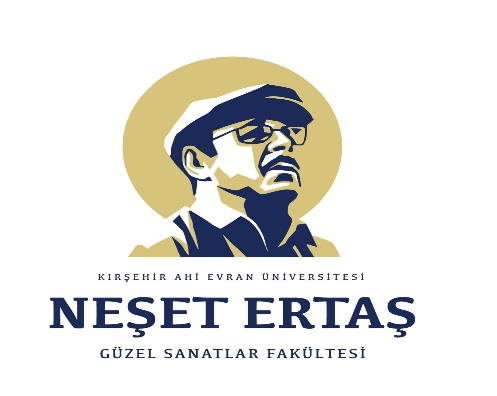 KIRŞEHİR AHİ EVRAN ÜNİVERSİTESİ
NEŞET ERTAŞ
GÜZEL SANATLAR FAKÜLTESİ